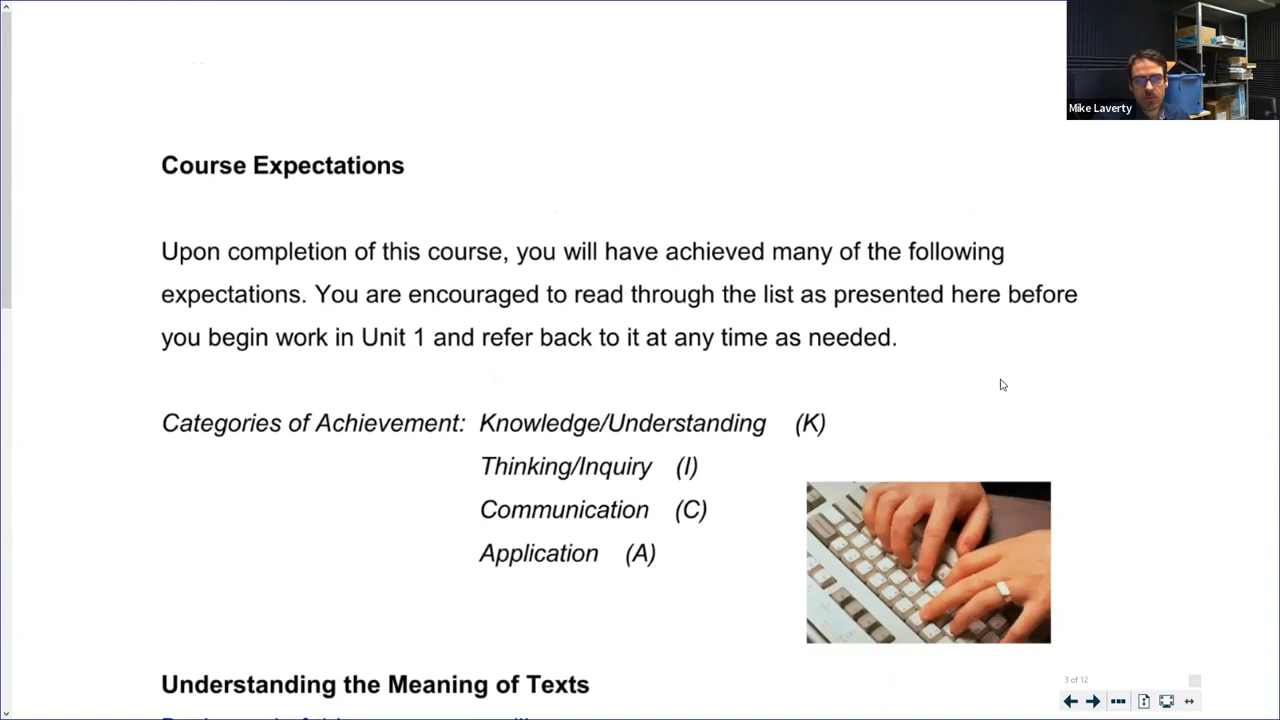 Mike Laverty
Course Expectations
Upon completion of this course, you will have achieved many of the following
expectations. You are encouraged to read through the list as presented here before
you begin work in Unit 1 and refer back to it at any time as needed.
Categories of Achievement: Knowledge/Understanding (K)
Thinking/Inquiry (I)
Communication (C)
Application (A)
Understanding the Meaning of Texts
3 of 12